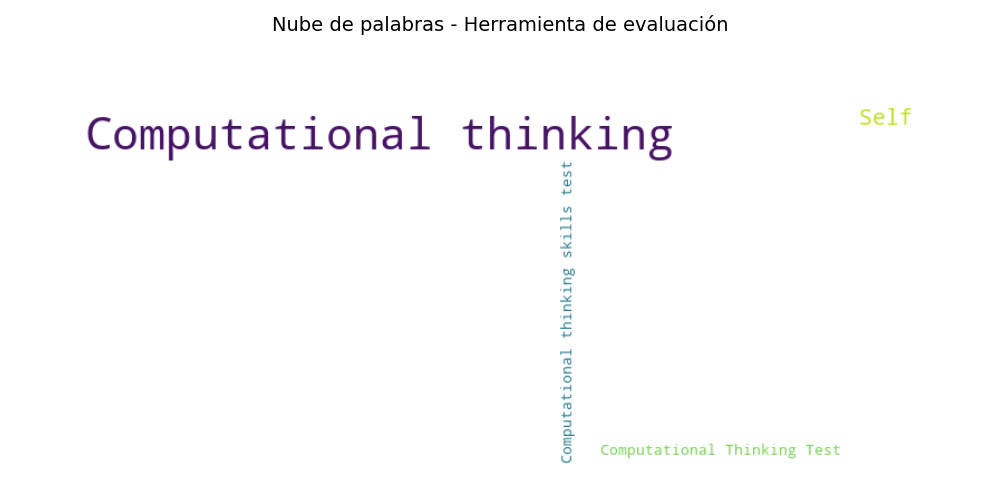 Nube de palabras - Herramienta de evaluación
Self
Computational thinking
Computational thinking skills test
Computational Thinking Test